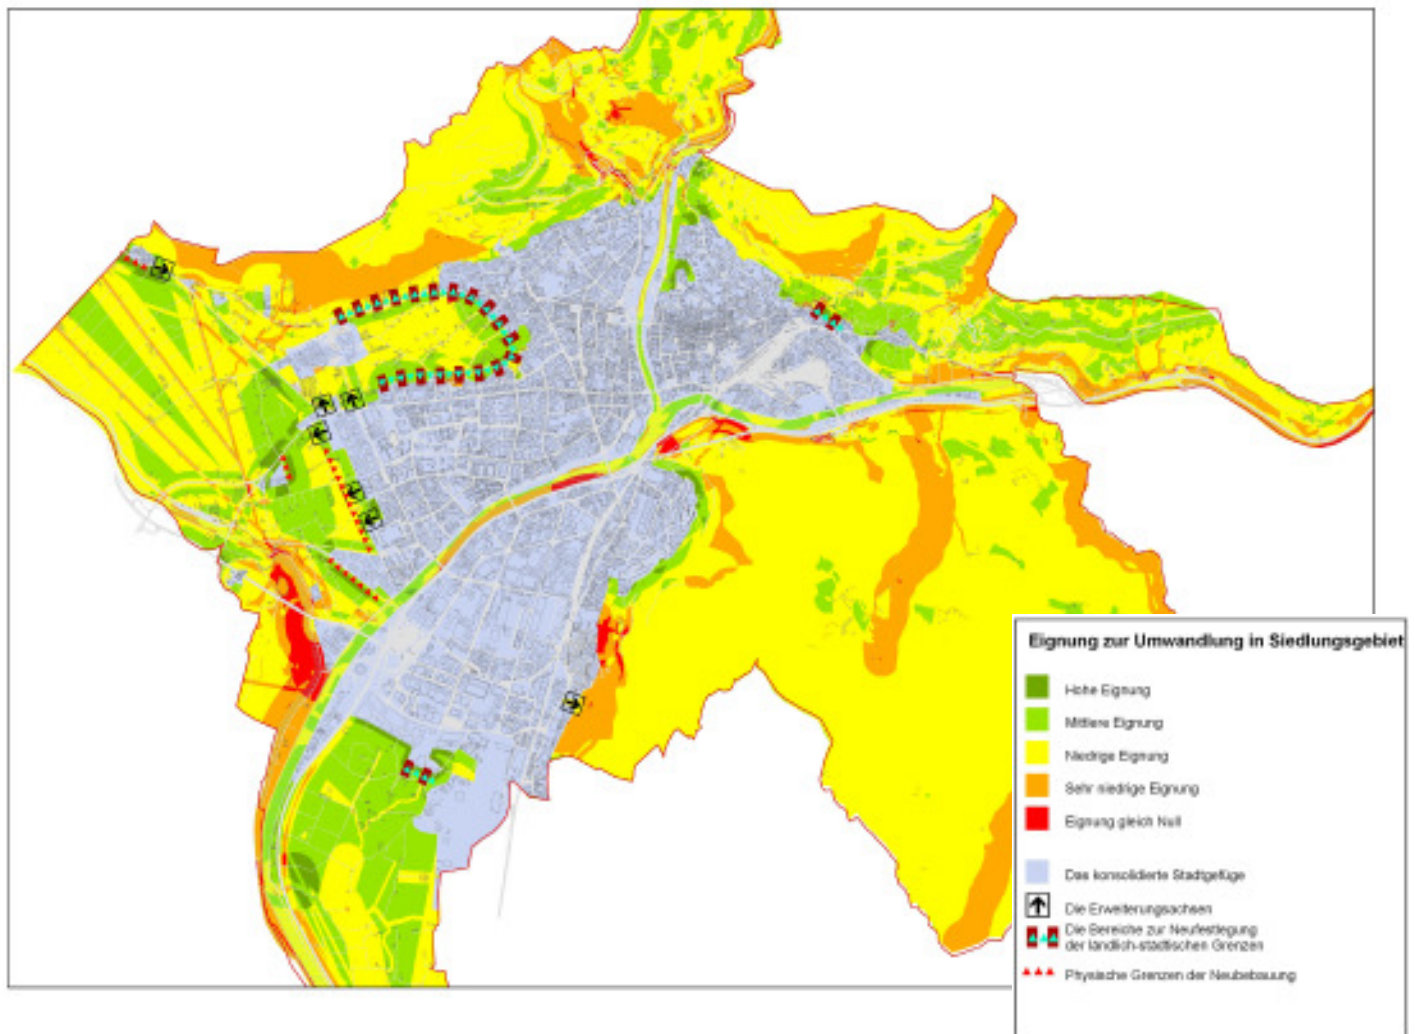 Eignung zur Umwandlung in Siedlungsgebiet
Hohe Eignung
Mittlere Eignung
Niedrige Eignung
Sehr niedrige Eignung
Eignung gleich Null
Das konsolidierte Stadtgefüge
Die Erweiterungsachsen
Die Bereiche zur Neufestlegung
der ländlich-städtischen Grenzen
Physische Grenzen der Neubebauung